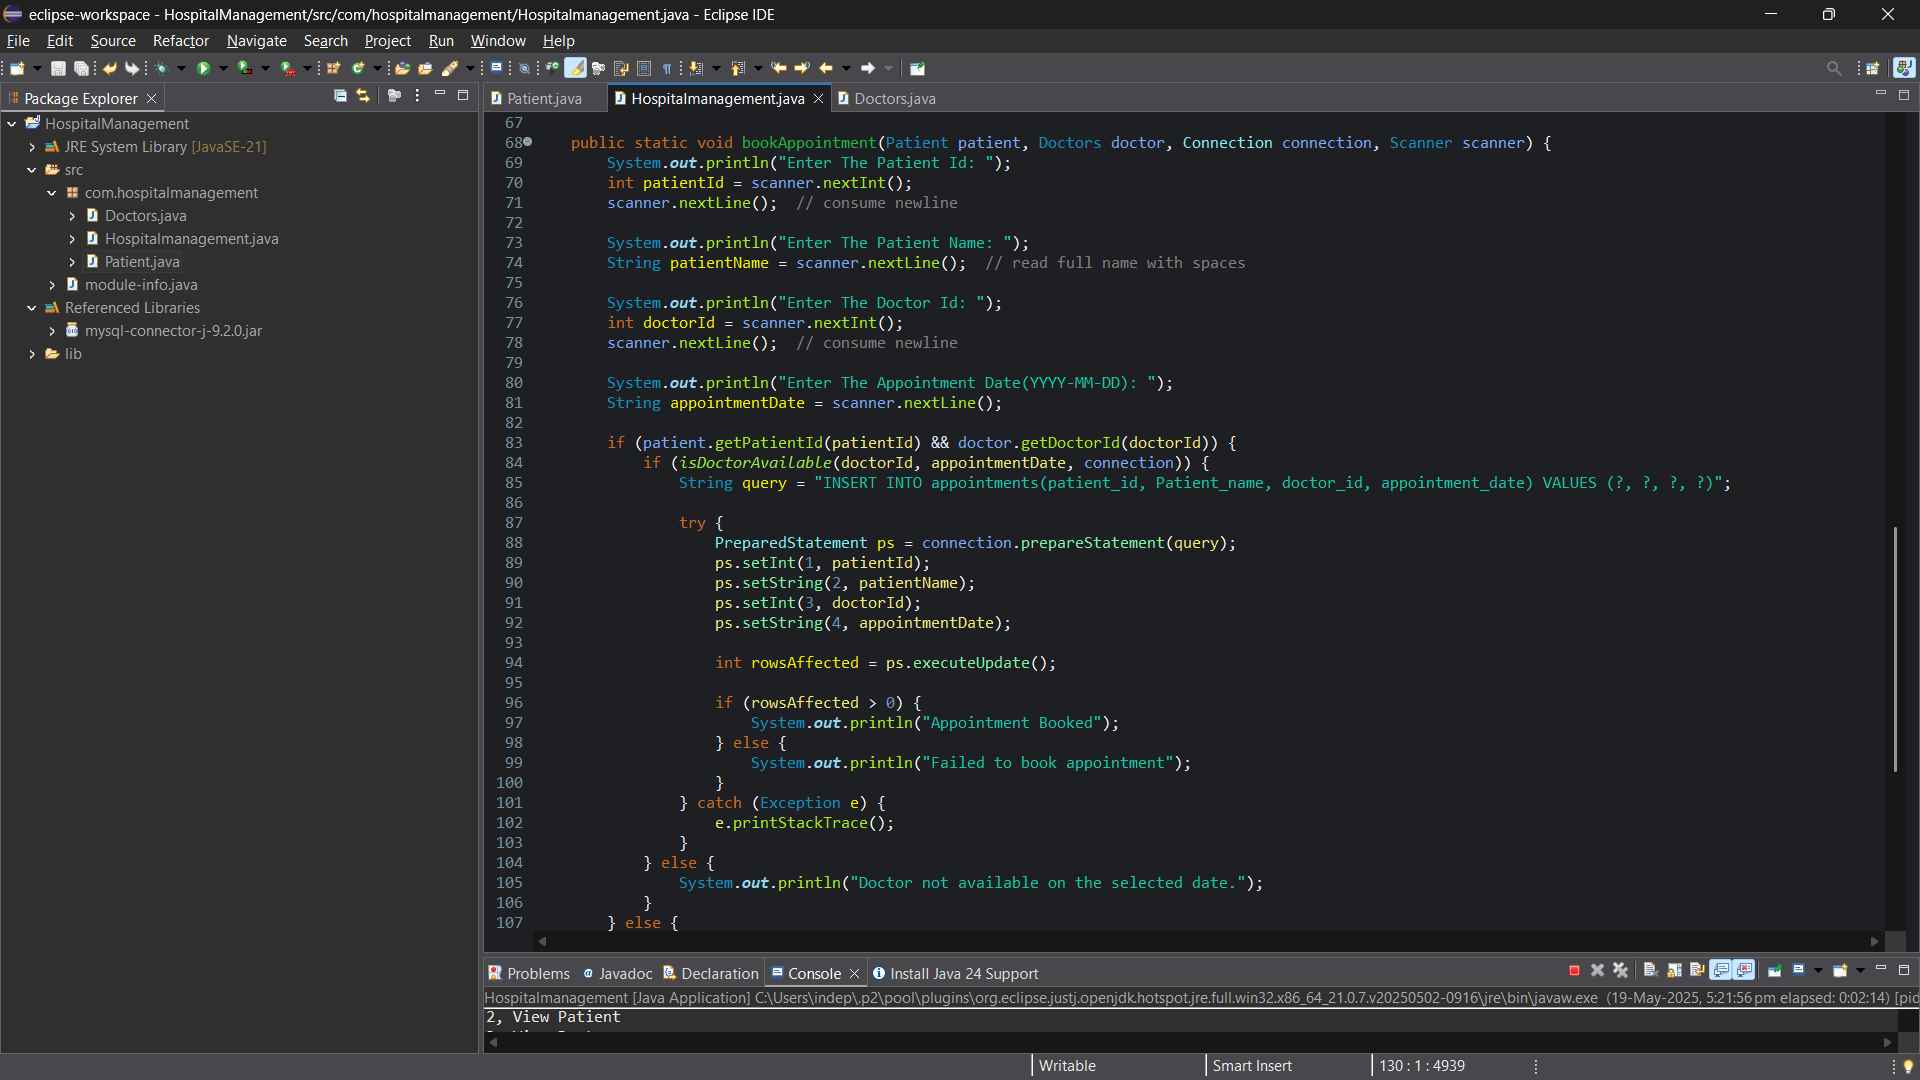 eclipse-workspace - HospitalManagement/src/com/hospitalmanagement/Hospitalmanagement.java - Eclipse IDE
File Edit Source Refactor Navigate Search Project Run Window Help
Package Explorer
HospitalManagement
JRE System Library [JavaSE-21]
src
com.hospitalmanagement
Doctors.java
Hospitalmanagement.java
Patient.java
module-info.java
Referenced Libraries
mysql-connector-j-9.2.0.jar
lib
Patient.java Hospitalmanagement.java Doctors.java
67
68 public static void bookAppointment(Patient patient, Doctors doctor, Connection connection, Scanner scanner) {
69 System.out.println("Enter The Patient Id: ");
70 int patientId = scanner.nextInt();
71 scanner.nextLine(); // consume newline
72
73 System.out.println("Enter The Patient Name: ");
74 String patientName = scanner.nextLine(); // read full name with spaces
75
76 System.out.println("Enter The Doctor Id: ");
77 int doctorId = scanner.nextInt();
78 scanner.nextLine(); // consume newline
79
80 System.out.println("Enter The Appointment Date(YYYY-MM-DD): ");
81 String appointmentDate = scanner.nextLine();
82
83 if (patient.getPatientId(patientId) && doctor.getDoctorId(doctorId)) {
84 if (isDoctorAvailable(doctorId, appointmentDate, connection)) {
85 String query = "INSERT INTO appointments(patient_id, Patient_name, doctor_id, appointment_date) VALUES (?, ?, ?, ?)";
86
87 try {
88 PreparedStatement ps = connection.prepareStatement(query);
89 ps.setInt(1, patientId);
90 ps.setString(2, patientName);
91 ps.setInt(3, doctorId);
92 ps.setString(4, appointmentDate);
93
94 int rowsAffected = ps.executeUpdate();
95
96 if (rowsAffected > 0) {
97 System.out.println("Appointment Booked");
98 } else {
99 System.out.println("Failed to book appointment");
100 }
101 } catch (Exception e) {
102 e.printStackTrace();
103 }
104 } else {
105 System.out.println("Doctor not available on the selected date.");
106 }
107 } else {
Problems Javadoc Declaration Console Install Java 24 Support
Hospitalmanagement [Java Application] C:\Users\indep\.p2\pool\plugins\org.eclipse.justj.openjdk.hotspot.jre.full.win32.x86_64_21.0.7.v20250502-0916\jre\bin\javaw.exe (19-May-2025, 5:21:56 pm elapsed: 0:02:14) [pid
2, View Patient
Writable Smart Insert 130 : 1 : 4939